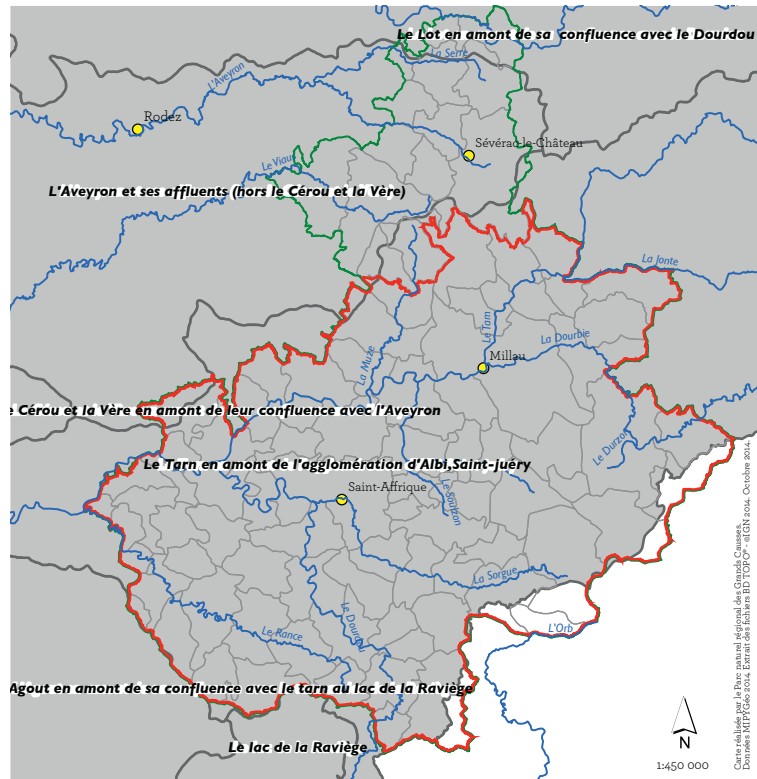 Le Lot en amont de sa confluence avec le Dourdou
La Serre
L'Aveyron
Rodez
Sévérac-le-Château
Le Viaur
L'Aveyron et ses affluents (hors le Cérou et la Vère)
La Jonte
Le Tarn
La Dourbie
La Muze
Millau
e Cérou et la Vère en amont de leur confluence avec l'Aveyron
Le Durzon
Le Tarn en amont de l'agglomération d'Albi,Saint-Juéry
Saint-Affrique
Le Soulzon
La Sorgue
Le Rance
Le Dourdou
L'Orb
Agout en amont de sa confluence avec le tarn au lac de la Raviège
Le lac de la Raviège
N
1:450 000
Carte réalisée par le Parc naturel régional des Grands Causses.
Données MIPYGéo 2014. Extrait des fichiers BD TOPO® - ©IGN 2014. Octobre 2014.